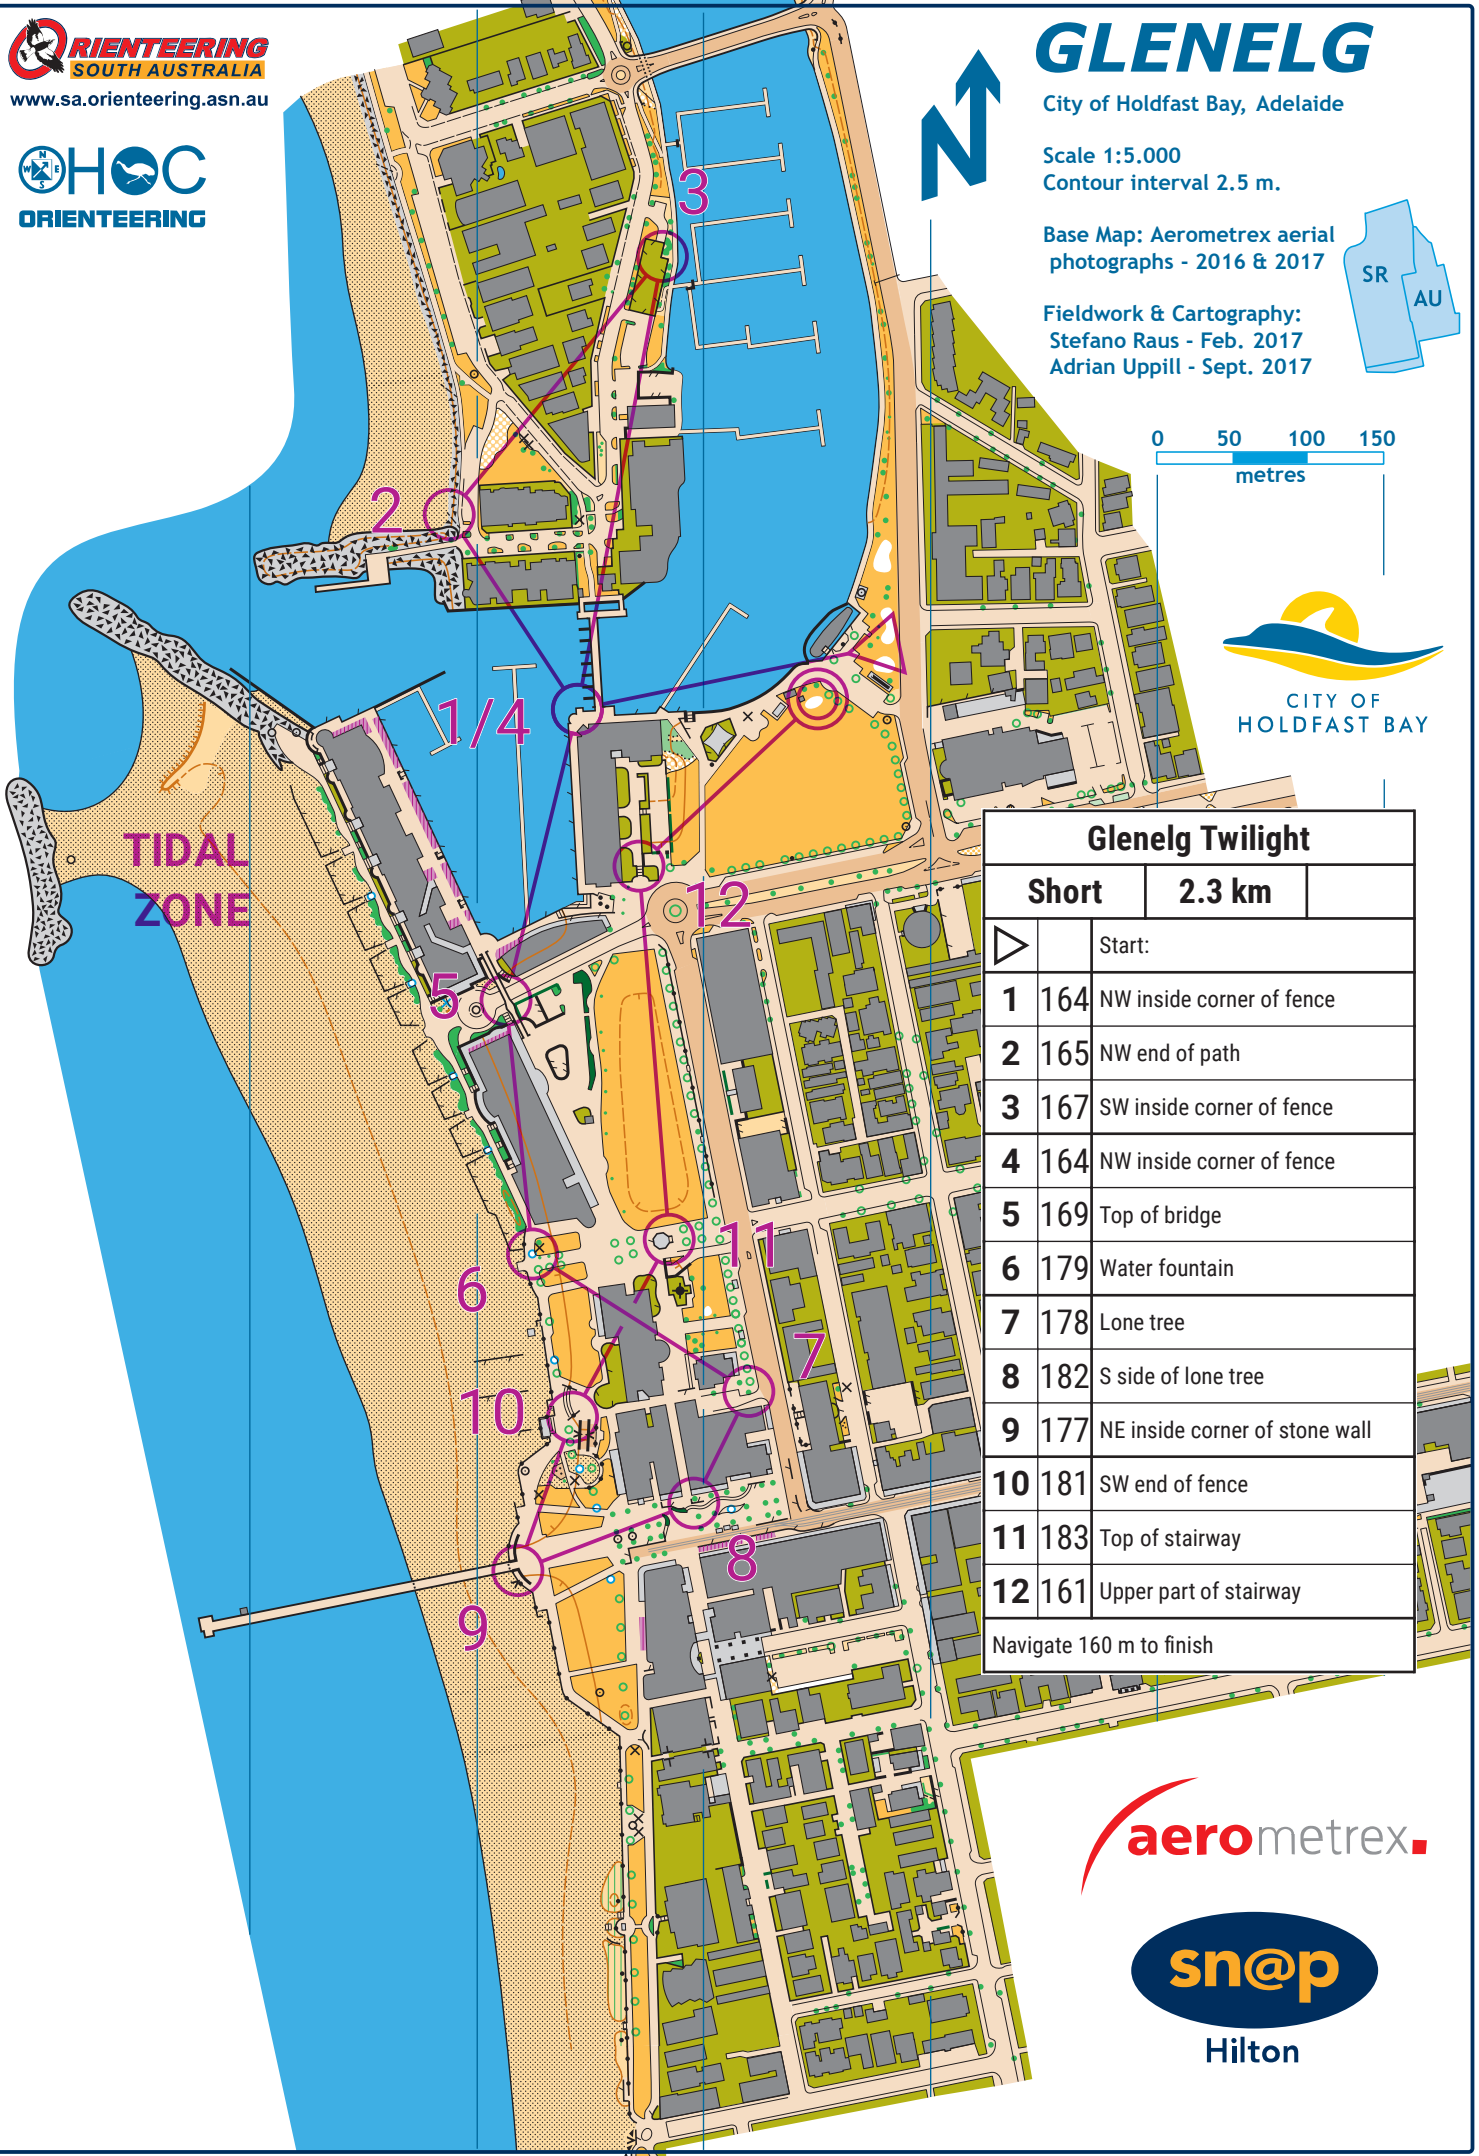 ORIENTEERING
SOUTH AUSTRALIA
www.sa.orienteering.asn.au
N
W E
S
OHOC
ORIENTEERING
N
GLENELG
City of Holdfast Bay, Adelaide
Scale 1:5.000
Contour interval 2.5 m.
Base Map: Aerometrex aerial
photographs - 2016 & 2017
Fieldwork & Cartography:
Stefano Raus - Feb. 2017
Adrian Uppill - Sept. 2017
SR
AU
0 50 100 150
metres
CITY OF
HOLDFAST BAY
3
2
1/4
TIDAL
ZONE
12
5
11
6
7
10
8
9
Glenelg Twilight
Short 2.3 km
Start:
1 164 NW inside corner of fence
2 165 NW end of path
3 167 SW inside corner of fence
4 164 NW inside corner of fence
5 169 Top of bridge
6 179 Water fountain
7 178 Lone tree
8 182 S side of lone tree
9 177 NE inside corner of stone wall
10 181 SW end of fence
11 183 Top of stairway
12 161 Upper part of stairway
Navigate 160 m to finish
aerometrex.
sn@p
Hilton